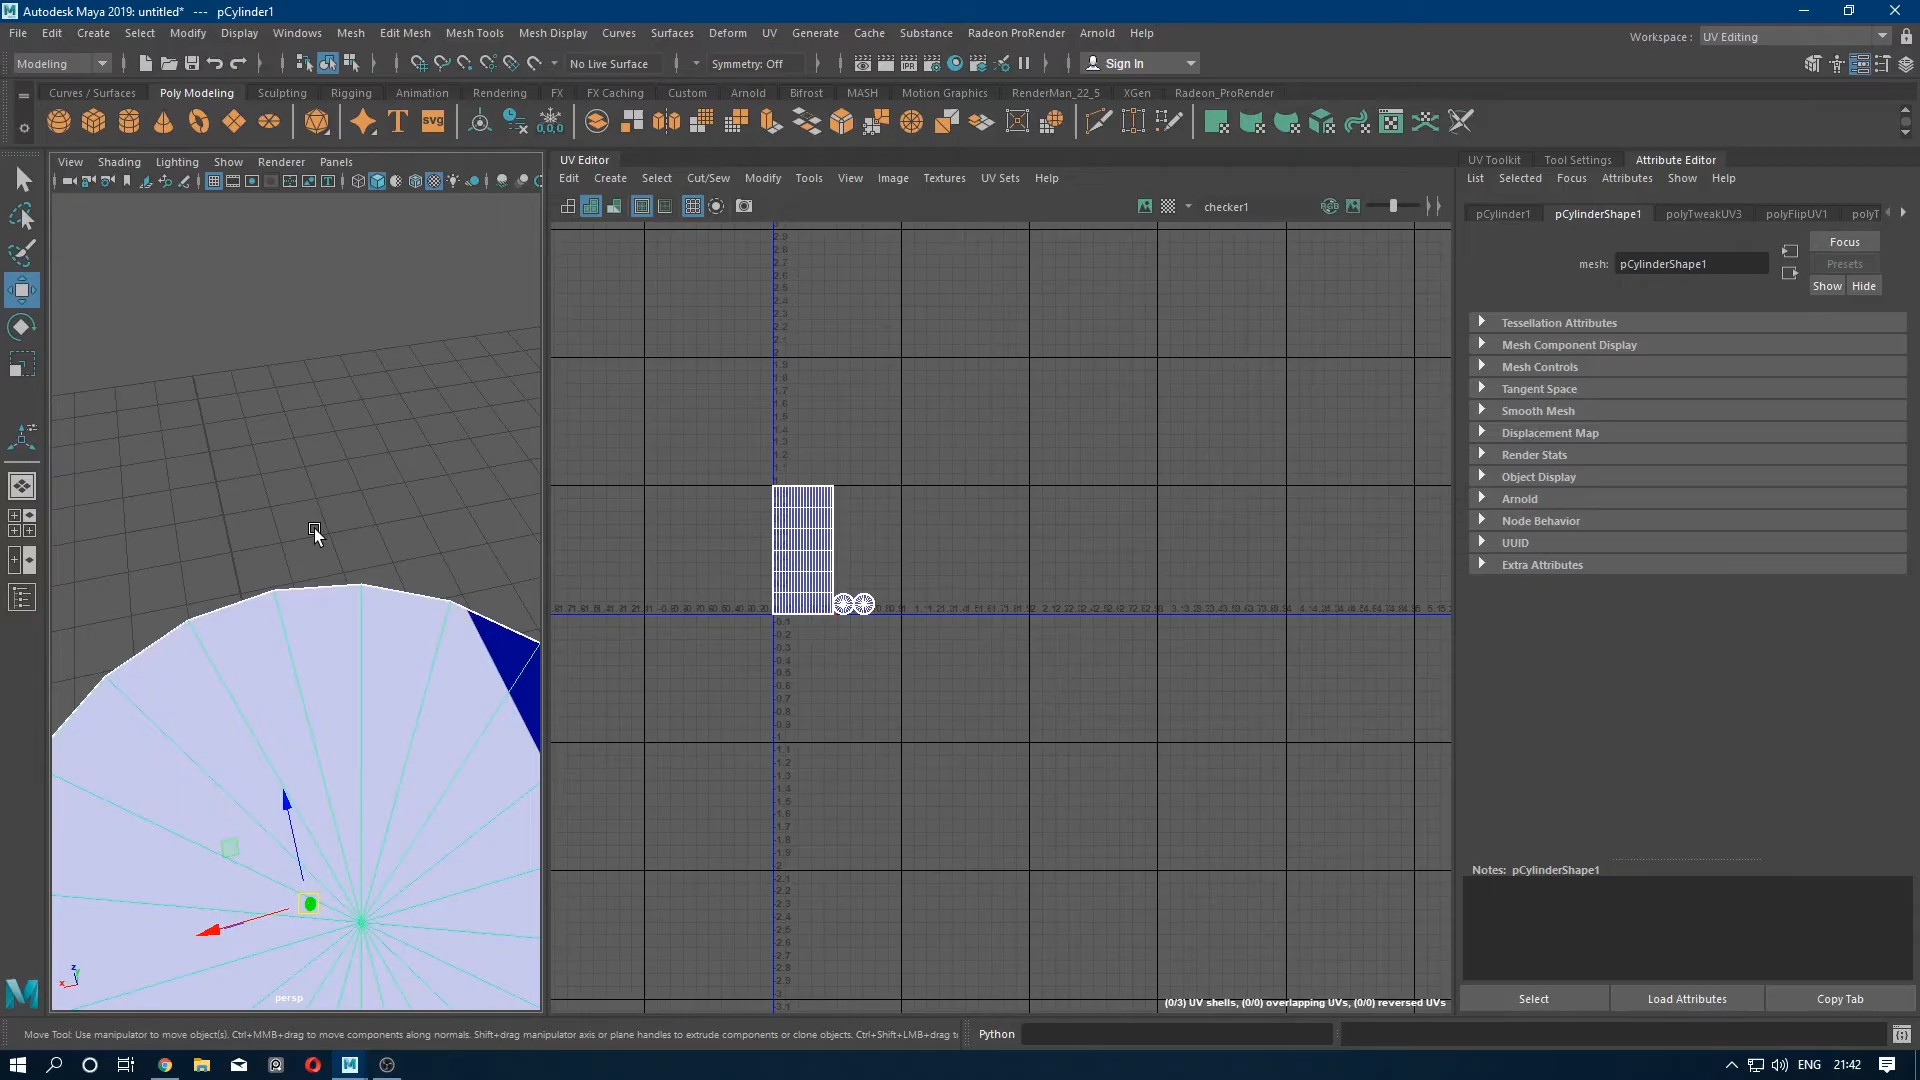 Autodesk Maya 2019: untitled* --- pCylinder1
File Edit Create Select Modify Display Windows Mesh Edit Mesh Mesh Tools Mesh Display Curves Surfaces Deform UV Generate Cache Substance Radeon ProRender Arnold Help
Workspace : UV Editing
Modeling No Live Surface Symmetry: Off Sign In
Curves / Surfaces Poly Modeling Sculpting Rigging Animation Rendering FX FX Caching Custom Arnold Bifrost MASH Motion Graphics RenderMan_22_5 XGen Radeon_ProRender
View Shading Lighting Show Renderer Panels
UV Editor
Edit Create Select Cut/Sew Modify Tools View Image Textures UV Sets Help
checker1
UV Toolkit Tool Settings Attribute Editor
List Selected Focus Attributes Show Help
pCylinder1 pCylinderShape1 polyTweakUV3 polyFlipUV1 polyT
Focus
mesh: pCylinderShape1
Presets
Show Hide
Tessellation Attributes
Mesh Component Display
Mesh Controls
Tangent Space
Smooth Mesh
Displacement Map
Render Stats
Object Display
Arnold
Node Behavior
UUID
Extra Attributes
Notes: pCylinderShape1
persp
(0/3) UV shells, (0/0) overlapping UVs, (0/0) reversed UVs
Select Load Attributes Copy Tab
Move Tool: Use manipulator to move object(s). Ctrl+MMB+drag to move components along normals. Shift+drag manipulator axis or plane handles to extrude components or clone objects. Ctrl+Shift+LMB+drag to
Python
ENG 21:42